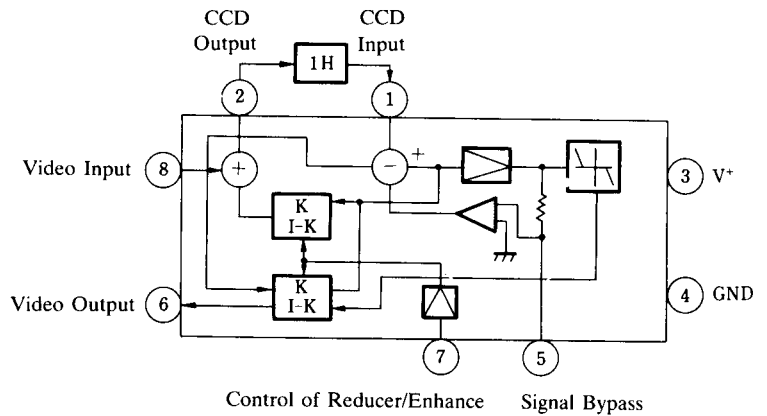 CCD Output
CCD Input
1H
2
1
Video Input
8
+
−
+
3
V+
K
I-K
K
I-K
Video Output
6
4
GND
7
5
Control of Reducer/Enhance
Signal Bypass